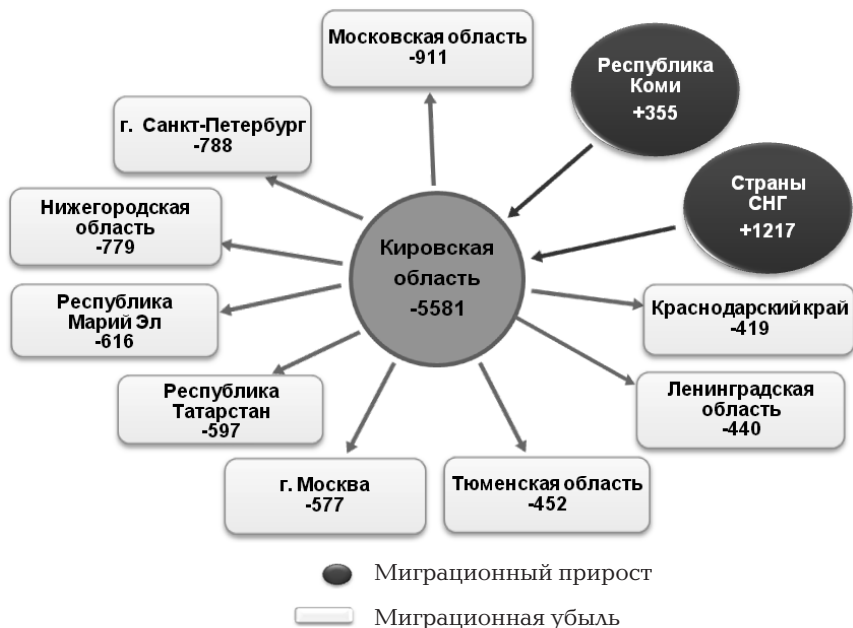 Московская область
-911
Республика
Коми
+355
г. Санкт-Петербург
-788
Страны
СНГ
+1217
Нижегородская
область
-779
Кировская
область
-5581
Республика
Марий Эл
-616
Краснодарский край
-419
Республика
Татарстан
-597
Ленинградская
область
-440
г. Москва
-577
Тюменская область
-452
Миграционный прирост
Миграционная убыль